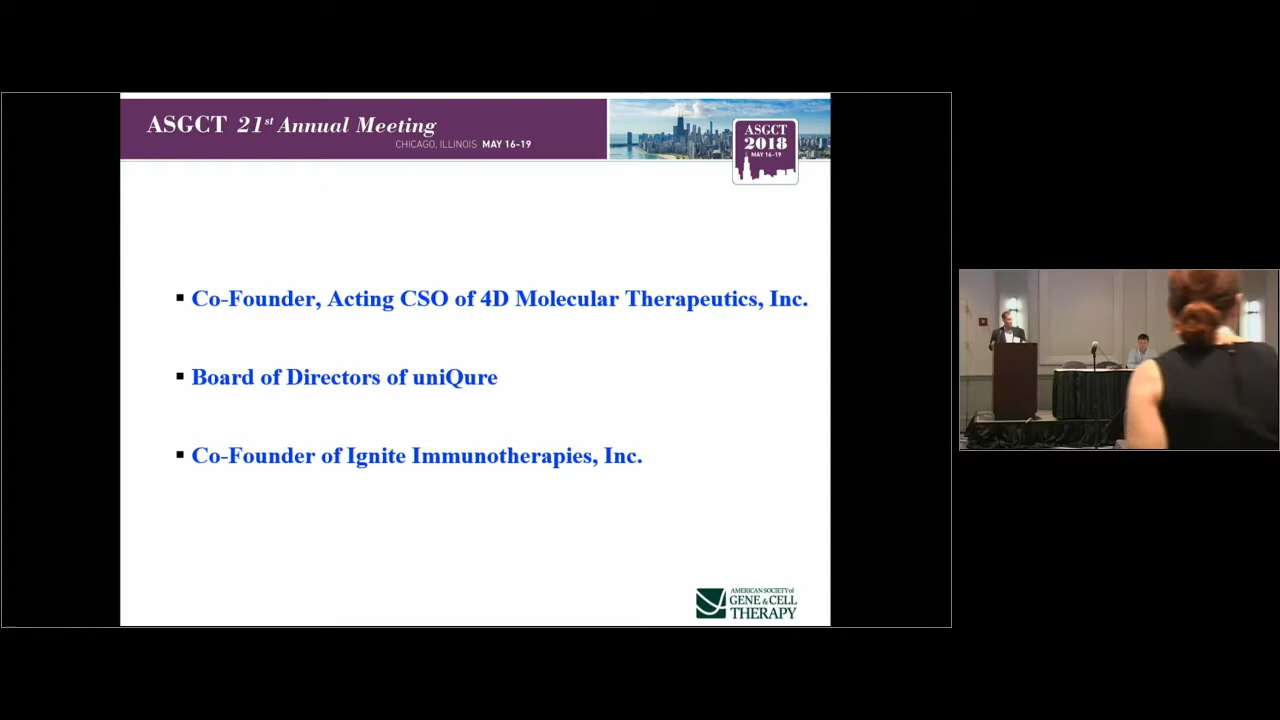 ASGCT 21st Annual Meeting
CHICAGO, ILLINOIS MAY 16-19
ASGCT
2018
MAY 16-19
▪ Co-Founder, Acting CSO of 4D Molecular Therapeutics, Inc.
▪ Board of Directors of uniQure
▪ Co-Founder of Ignite Immunotherapies, Inc.
AMERICAN SOCIETY of
GENE & CELL
THERAPY